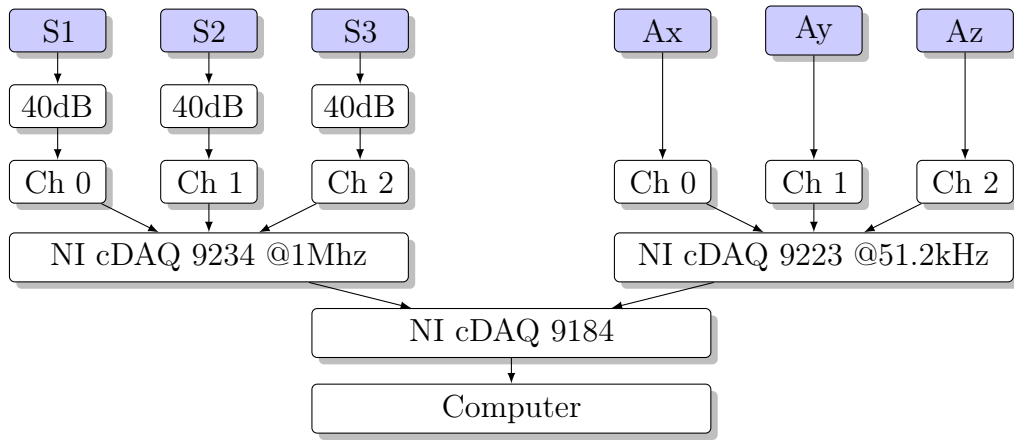 S1 S2 S3 Ax Ay Az
40dB 40dB 40dB
Ch 0 Ch 1 Ch 2 Ch 0 Ch 1 Ch 2
NI cDAQ 9234 @1Mhz NI cDAQ 9223 @51.2kHz
NI cDAQ 9184
Computer